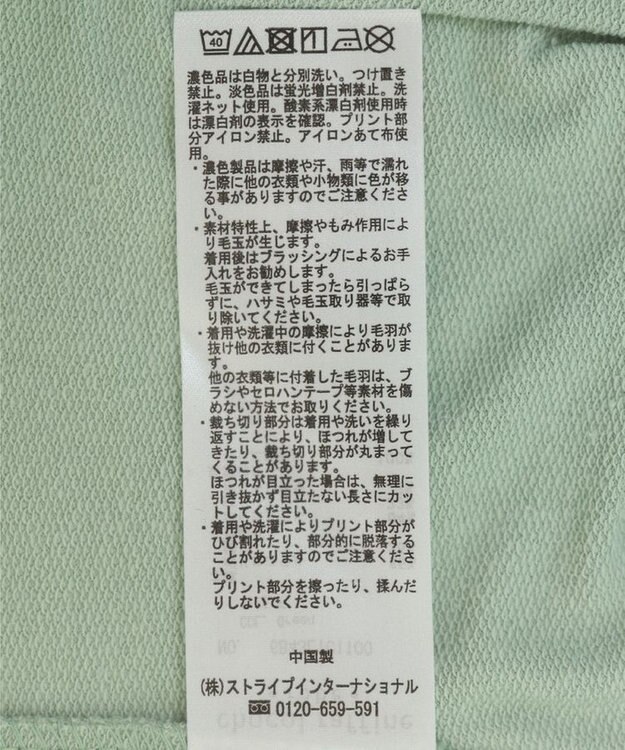 40
濃色品は白物と分別洗い。つけ置き
禁止。淡色品は蛍光増白剤禁止。洗
濯ネット使用。酸素系漂白剤使用時
は漂白剤の表示を確認。プリント部
分アイロン禁止。アイロンあて布使
用。
・濃色製品は摩擦や汗、雨等で濡れ
た際に他の衣類や小物類に色が移
る事がありますのでご注意くださ
い。
・素材特性上、摩擦やもみ作用によ
り毛玉が生じます。
着用後はブラッシングによるお手
入れをお勧めします。
毛玉ができてしまったら引っぱら
ずに、ハサミや毛玉取り器等で取
り除いてください。
・着用や洗濯中の摩擦により毛羽が
抜け他の衣類に付くことがありま
す。
他の衣類等に付着した毛羽は、ブ
ラシやセロハンテープ等素材を傷
めない方法でお取りください。
・裁ち切り部分は着用や洗いを繰り
返すことにより、ほつれが増して
きたり、裁ち切り部分が丸まって
くることがあります。
ほつれが目立った場合は、無理に
引き抜かず目立たない長さにカッ
トしてください。
・着用や洗濯によりプリント部分が
ひび割れたり、部分的に脱落する
ことがありますのでご注意くださ
い。
プリント部分を擦ったり、揉んだ
りしないでください。
中国製
(株)ストライプインターナショナル
0120-659-591